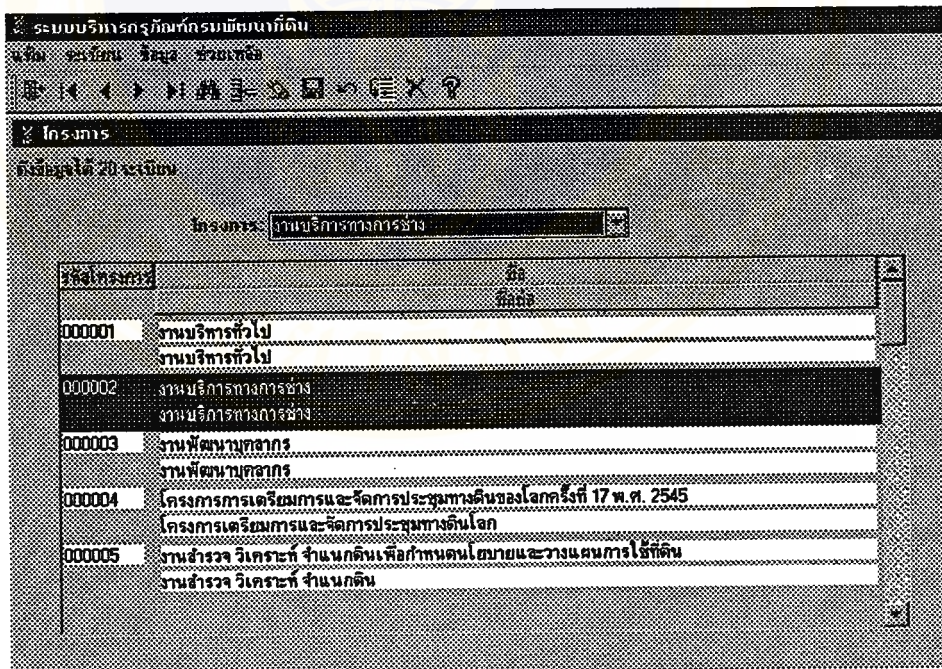 ระบบบริหารครุภัณฑ์กรมพัฒนาที่ดิน
แฟ้ม ระเบียน ข้อมูล ช่วยเหลือ
โครงการ
ดึงข้อมูลได้ 20 ระเบียน
โครงการ: งานบริการทางการช่าง
รหัสโครงการ ชื่อ
ชื่อย่อ
000001 งานบริหารทั่วไป
งานบริหารทั่วไป
000002 งานบริการทางการช่าง
งานบริการทางการช่าง
000003 งานพัฒนาบุคลากร
งานพัฒนาบุคลากร
000004 โครงการการเตรียมการและจัดการประชุมทางดินของโลกครั้งที่ 17 พ.ศ. 2545
โครงการเตรียมการและจัดการประชุมทางดินโลก
000005 งานสำรวจ วิเคราะห์ จำแนกดินเพื่อกำหนดนโยบายและวางแผนการใช้ที่ดิน
งานสำรวจ วิเคราะห์ จำแนกดิน